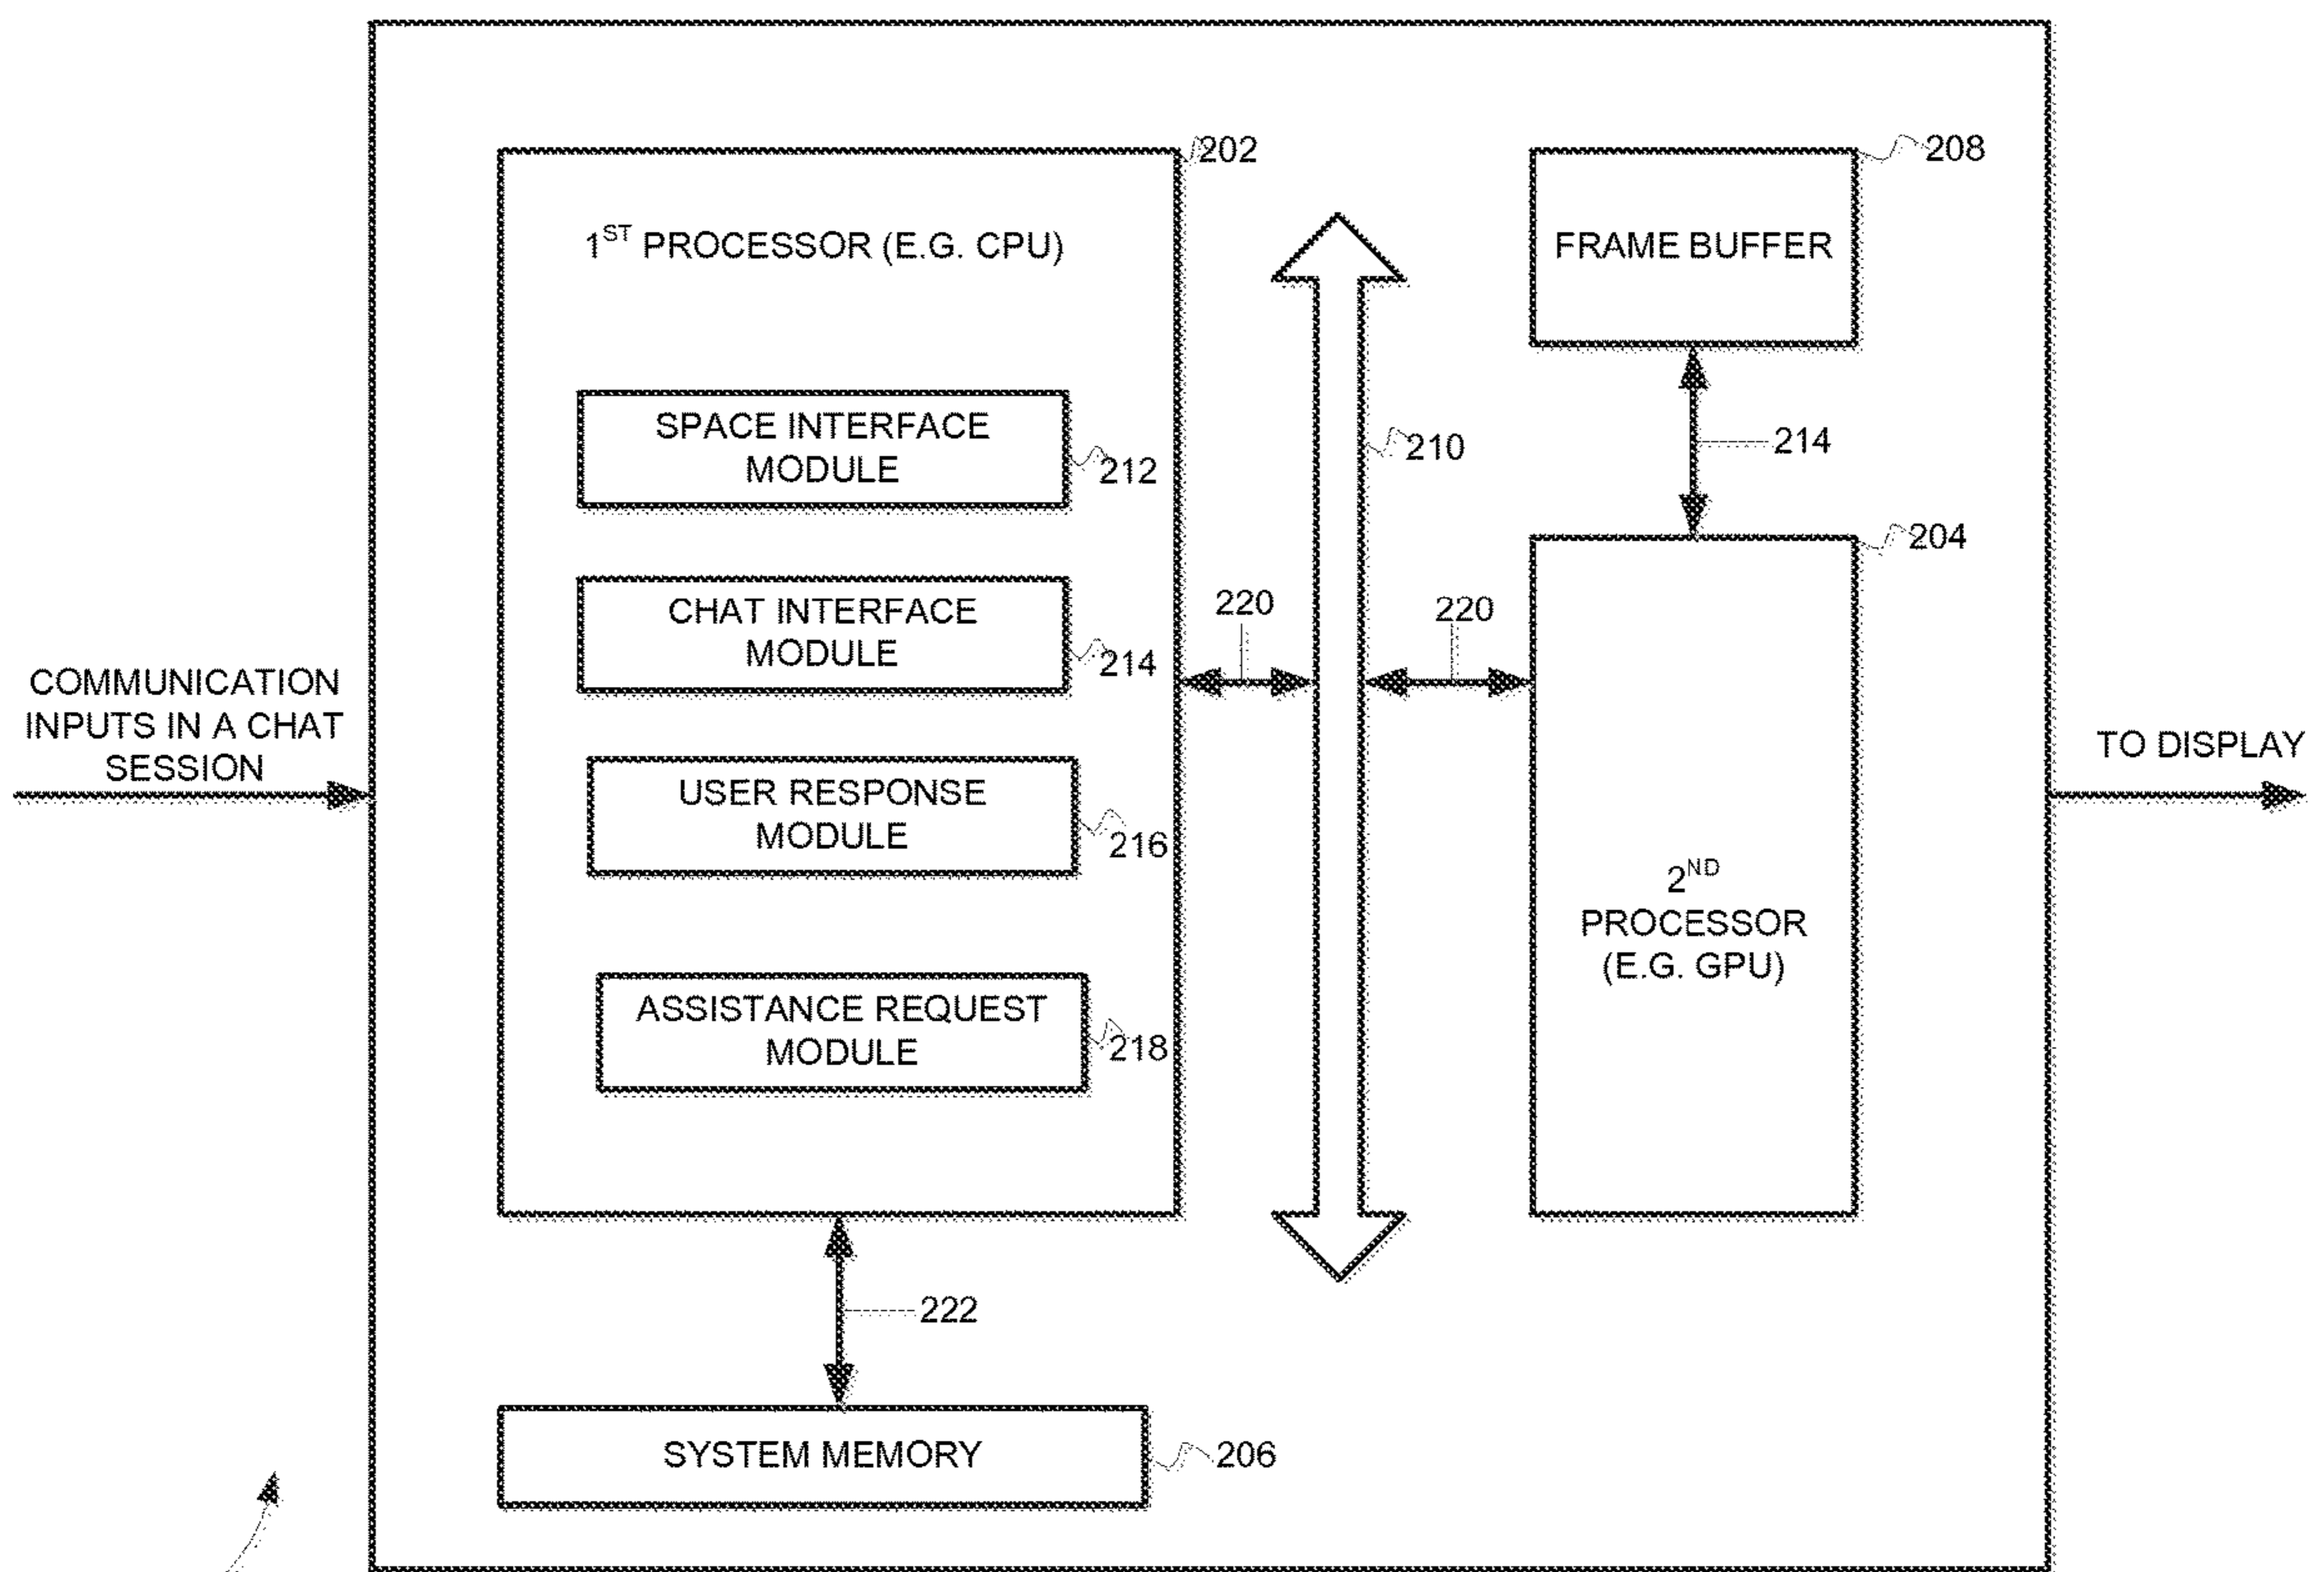 202
208
1ST PROCESSOR (E.G. CPU)
FRAME BUFFER
SPACE INTERFACE
MODULE
212
210
214
204
CHAT INTERFACE
MODULE
214
220
220
COMMUNICATION
INPUTS IN A CHAT
SESSION
TO DISPLAY
USER RESPONSE
MODULE
216
2ND
PROCESSOR
(E.G. GPU)
ASSISTANCE REQUEST
MODULE
218
222
SYSTEM MEMORY
206